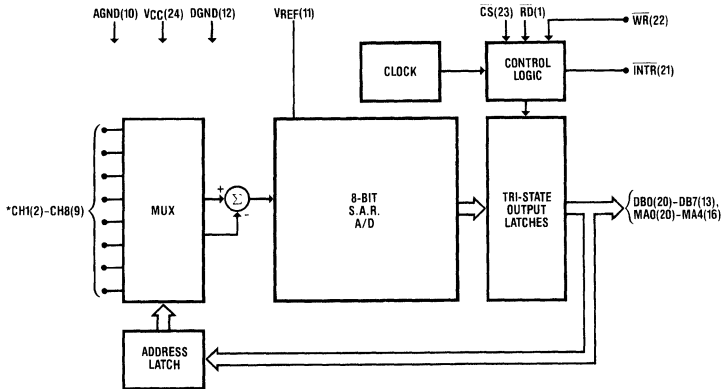 AGND(10) VCC(24) DGND(12) VREF(11) CS(23) RD(1)
WR(22)
CLOCK
CONTROL
LOGIC
INTR(21)
*CH1(2)-CH8(9)
MUX
+
Σ
-
8-BIT
S.A.R.
A/D
TRI-STATE
OUTPUT
LATCHES
DB0(20)-DB7(13),
MA0(20)-MA4(16)
ADDRESS
LATCH